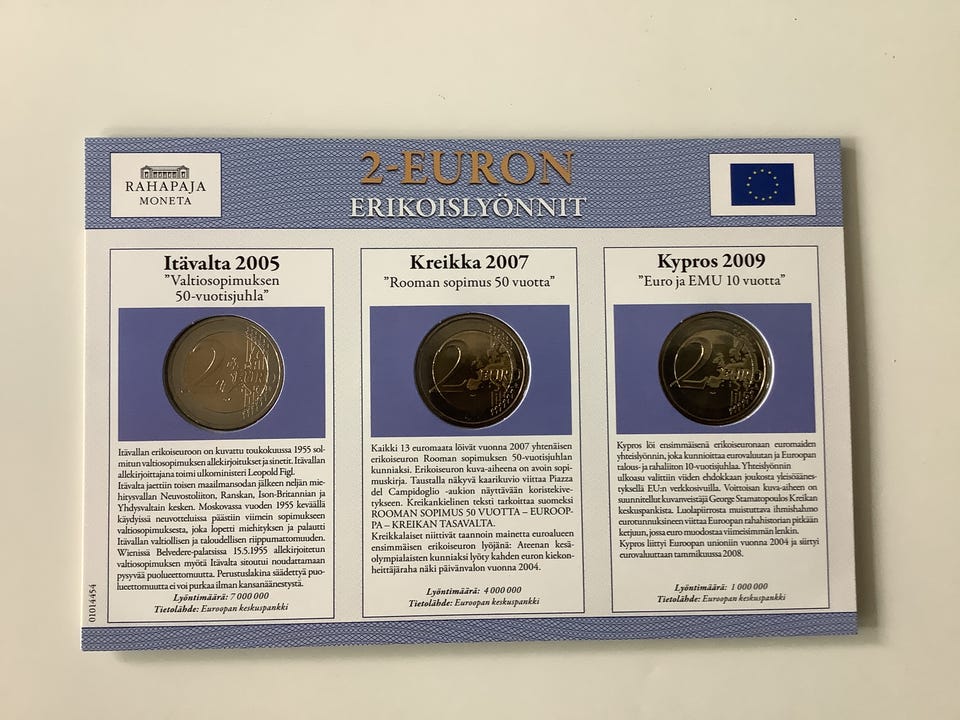 RAHAPAJA
MONETA
2-EURON
ERIKOISLYÖNNIT
Itävalta 2005
"Valtiosopimuksen
50-vuotisjuhla"
2 EURO
Itävallan erikoiseuroon on kuvattu toukokuussa 1955 sol-
mitun valtiosopimuksen allekirjoitukset ja sinetit. Itävallan
allekirjoittajana toimi ulkoministeri Leopold Figl.
Itävalta jaettiin toisen maailmansodan jälkeen neljän mie-
hitysvallan Neuvostoliiton, Ranskan, Ison-Britannian ja
Yhdysvaltain kesken. Moskovassa vuoden 1955 keväällä
käydyissä neuvotteluissa päästiin viimein sopimukseen
valtiosopimuksesta, joka lopetti miehityksen ja palautti
Itävallan valtiollisen ja taloudellisen riippumattomuuden.
Wienissä Belvedere-palatsissa 15.5.1955 allekirjoitetun
valtiosopimuksen myötä Itävalta sitoutui noudattamaan
pysyvää puolueettomuutta. Perustuslakina säädettyä puo-
lueettomuutta ei voi purkaa ilman kansanäänestystä.
Lyöntimäärä: 7 000 000
Tietolähde: Euroopan keskuspankki
01014454
Kreikka 2007
"Rooman sopimus 50 vuotta"
2 EURO
Kaikki 13 euromaata löivät vuonna 2007 yhtenäisen
erikoiseuron Rooman sopimuksen 50-vuotisjuhlan
kunniaksi. Erikoiseuron kuva-aiheena on avoin sopi-
muskirja. Taustalla näkyvä kaarikuvio viittaa Piazza
del Campidoglio -aukion näyttävään koristekive-
tykseen. Kreikankielinen teksti tarkoittaa suomeksi
ROOMAN SOPIMUS 50 VUOTTA – EUROOP-
PA – KREIKAN TASAVALTA.
Kreikkalaiset niittivät taannoin mainetta euroalueen
ensimmäisen erikoiseuron lyöjänä: Ateenan kesä-
olympialaisten kunniaksi lyöty kahden euron kiekon-
heittäjäraha näki päivänvalon vuonna 2004.
Lyöntimäärä: 4 000 000
Tietolähde: Euroopan keskuspankki
Kypros 2009
"Euro ja EMU 10 vuotta"
2 EURO
Kypros löi ensimmäisenä erikoiseuronaan euromaiden
yhteislyönnin, joka kunnioittaa eurovaluutan ja Euroopan
talous- ja rahaliiton 10-vuotisjuhlaa. Yhteislyönnin
ulkoasu valittiin viiden ehdokkaan joukosta yleisöäänes-
tyksellä EU:n verkkosivuilla. Voittoisan kuva-aiheen on
suunnitellut kuvanveistäjä George Stamatopoulos Kreikan
keskuspankista. Luolapiirrosta muistuttava ihmishahmo
eurotunnuksineen viittaa Euroopan rahahistorian pitkään
ketjuun, jossa euro muodostaa viimeisimmän lenkin.
Kypros liittyi Euroopan unioniin vuonna 2004 ja siirtyi
eurovaluuttaan tammikuussa 2008.
Lyöntimäärä: 1 000 000
Tietolähde: Euroopan keskuspankki